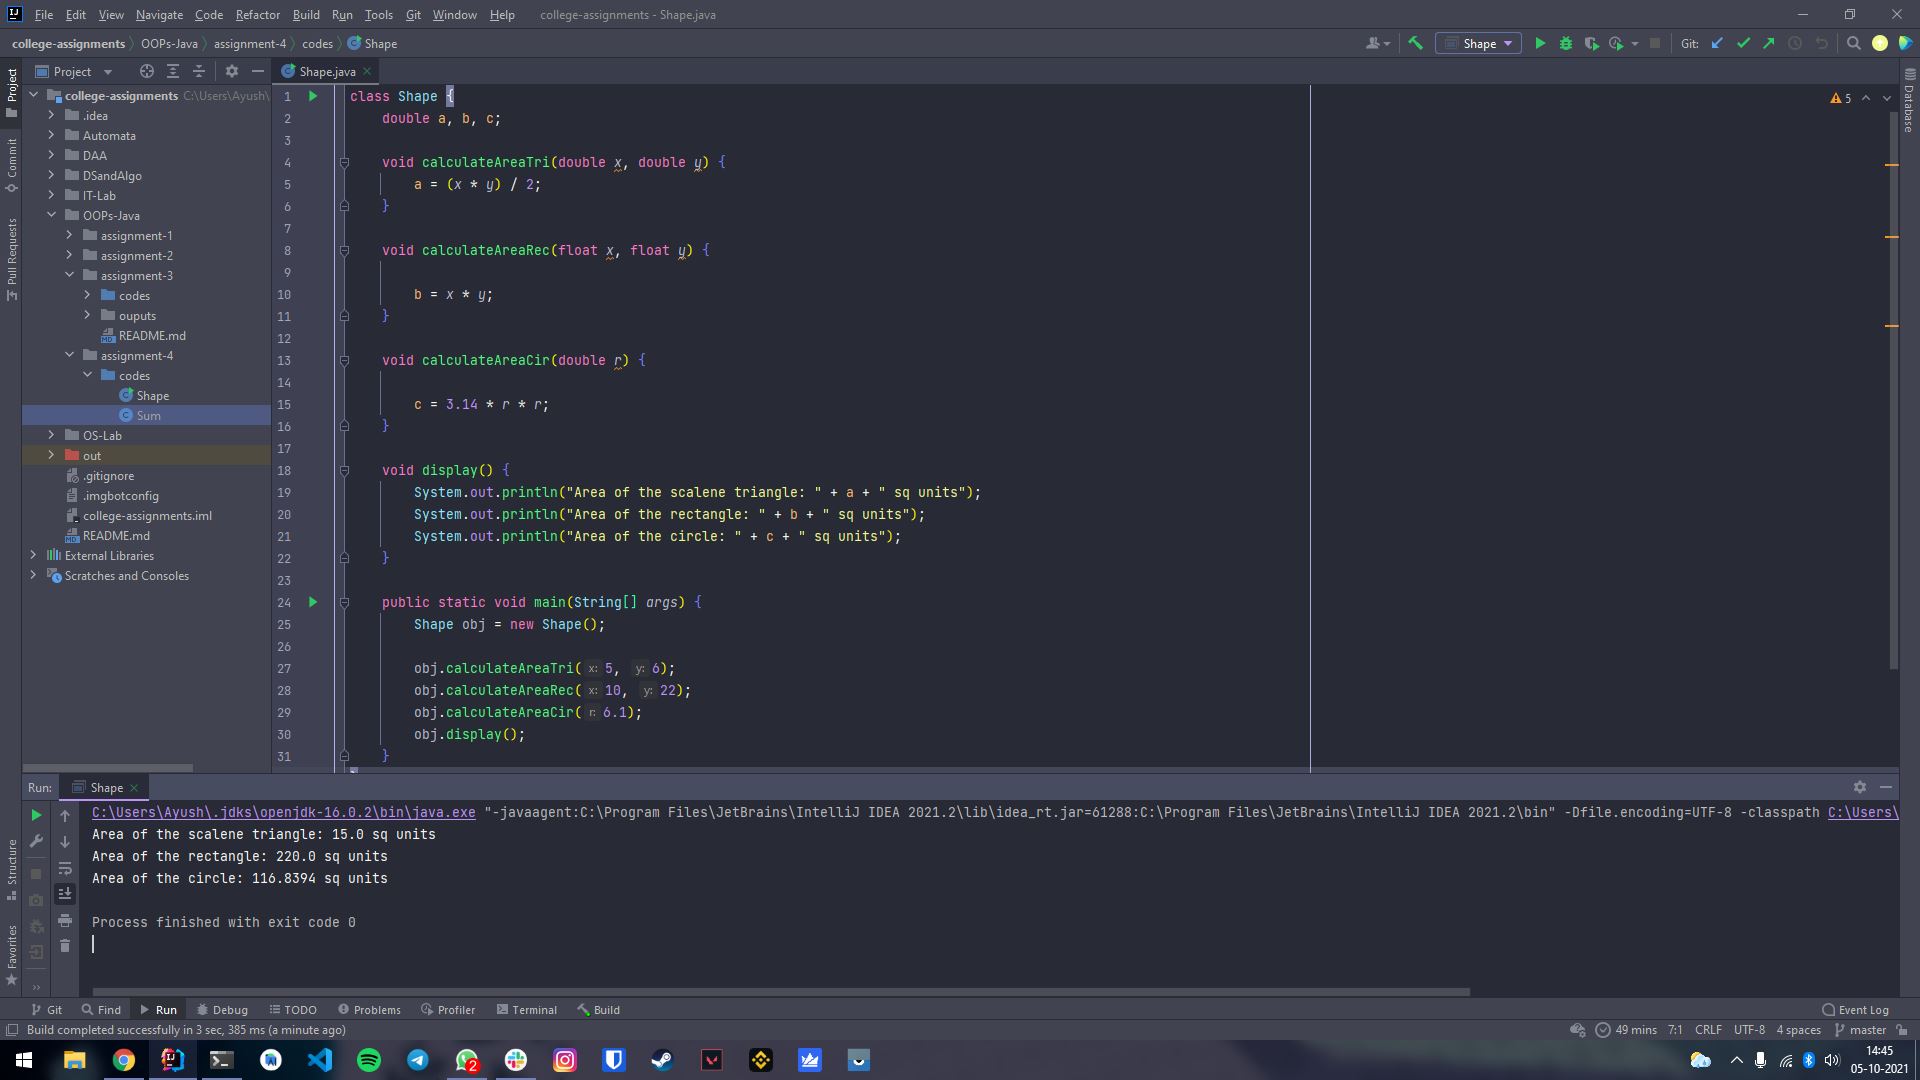 File Edit View Navigate Code Refactor Build Run Tools Git Window Help college-assignments - Shape.java
college-assignments OOPs-Java assignment-4 codes Shape
Shape
Git:
Project
Shape.java
Project
Commit
Pull Requests
Structure
Favorites
Database
college-assignments C:\Users\Ayush\
.idea
Automata
DAA
DSandAlgo
IT-Lab
OOPs-Java
assignment-1
assignment-2
assignment-3
codes
ouputs
README.md
assignment-4
codes
Shape
Sum
OS-Lab
out
.gitignore
.imgbotconfig
college-assignments.iml
README.md
External Libraries
Scratches and Consoles
5
1 class Shape {
2 double a, b, c;
3
4 void calculateAreaTri(double x, double y) {
5 a = (x * y) / 2;
6 }
7
8 void calculateAreaRec(float x, float y) {
9
10 b = x * y;
11 }
12
13 void calculateAreaCir(double r) {
14
15 c = 3.14 * r * r;
16 }
17
18 void display() {
19 System.out.println("Area of the scalene triangle: " + a + " sq units");
20 System.out.println("Area of the rectangle: " + b + " sq units");
21 System.out.println("Area of the circle: " + c + " sq units");
22 }
23
24 public static void main(String[] args) {
25 Shape obj = new Shape();
26
27 obj.calculateAreaTri( x: 5, y: 6);
28 obj.calculateAreaRec( x: 10, y: 22);
29 obj.calculateAreaCir( r: 6.1);
30 obj.display();
31 }
Run: Shape
C:\Users\Ayush\.jdks\openjdk-16.0.2\bin\java.exe "-javaagent:C:\Program Files\JetBrains\IntelliJ IDEA 2021.2\lib\idea_rt.jar=61288:C:\Program Files\JetBrains\IntelliJ IDEA 2021.2\bin" -Dfile.encoding=UTF-8 -classpath C:\Users\
Area of the scalene triangle: 15.0 sq units
Area of the rectangle: 220.0 sq units
Area of the circle: 116.8394 sq units
Process finished with exit code 0
Git Find Run Debug TODO Problems Profiler Terminal Build Event Log
Build completed successfully in 3 sec, 385 ms (a minute ago) 49 mins 7:1 CRLF UTF-8 4 spaces master
2
14:45
05-10-2021